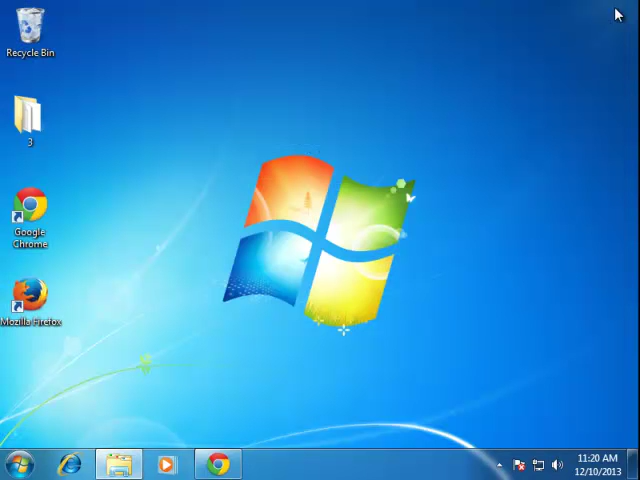 Recycle Bin
3
Google
Chrome
Mozilla Firefox
11:20 AM
12/10/2013